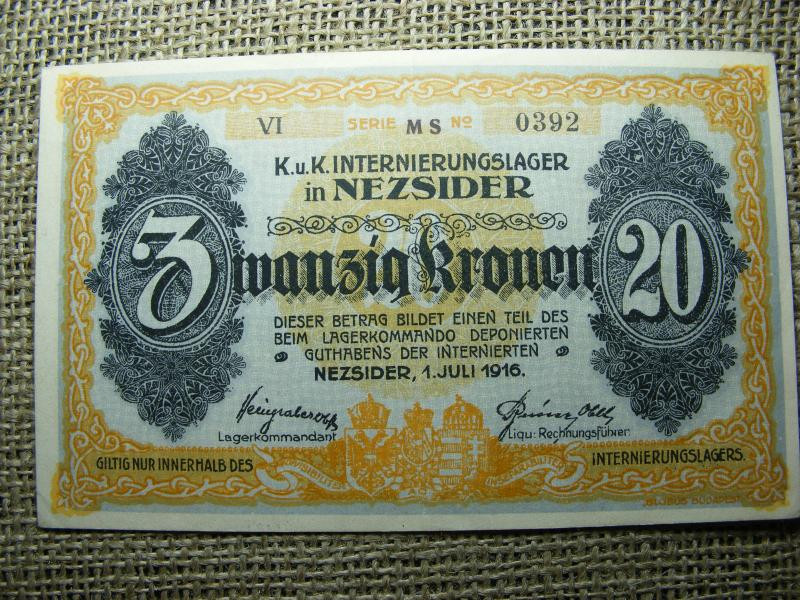 VI SERIE MS No 0392
K.u.K. INTERNIERUNGSLAGER
in NEZSIDER
Zwanzig Kronen 20
DIESER BETRAG BILDET EINEN TEIL DES
BEIM LAGERKOMMANDO DEPONIERTEN
GUTHABENS DER INTERNIERTEN
NEZSIDER, 1. JULI 1916.
Lagerkommandant Liqu: Rechnungsführer
GILTIG NUR INNERHALB DES INTERNIERUNGSLAGERS.